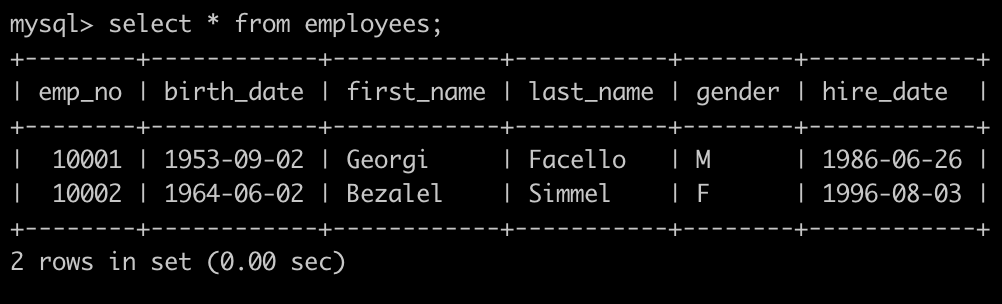 mysql> select * from employees;
+--------+------------+------------+-----------+--------+------------+
| emp_no | birth_date | first_name | last_name | gender | hire_date  |
+--------+------------+------------+-----------+--------+------------+
|  10001 | 1953-09-02 | Georgi     | Facello   | M      | 1986-06-26 |
|  10002 | 1964-06-02 | Bezalel    | Simmel    | F      | 1996-08-03 |
+--------+------------+------------+-----------+--------+------------+
2 rows in set (0.00 sec)